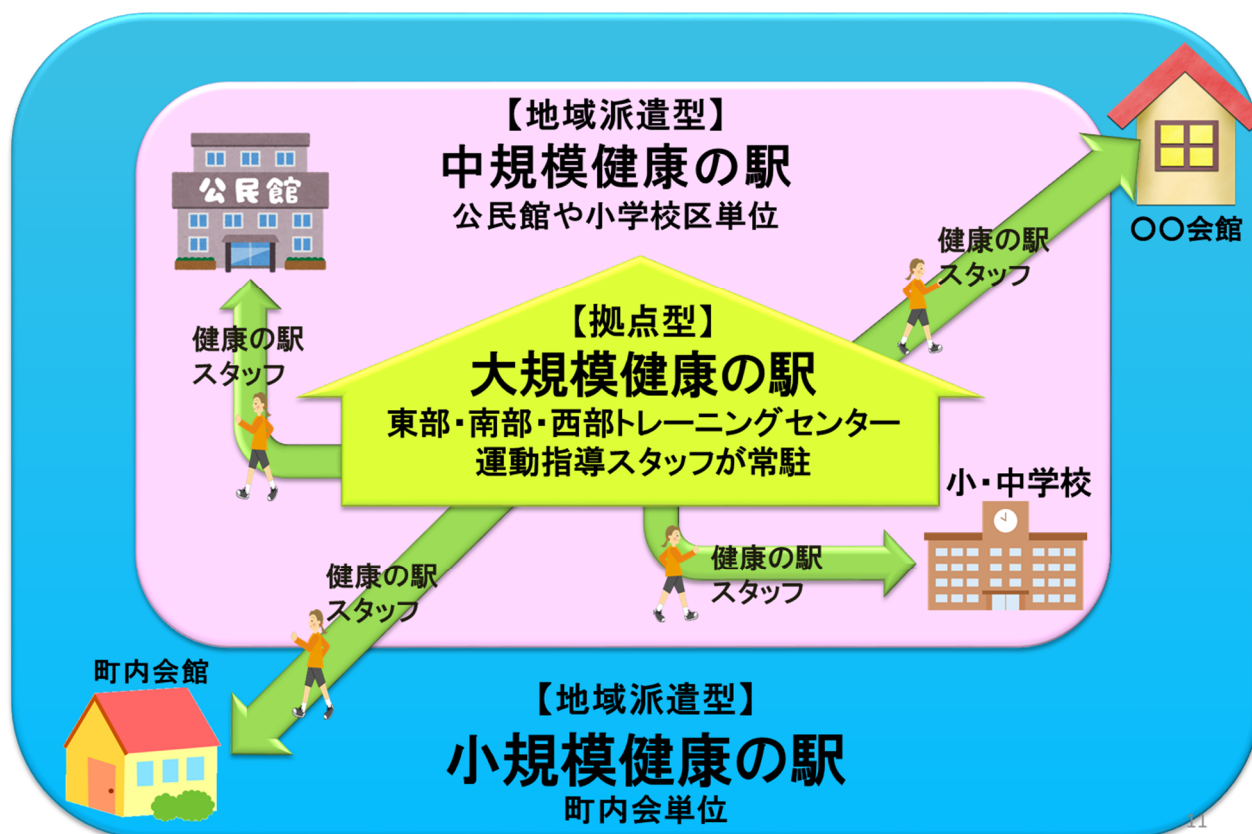 【地域派遣型】
中規模健康の駅
公民館や小学校区単位
公民館
〇〇会館
健康の駅
スタッフ
健康の駅
スタッフ
【拠点型】
大規模健康の駅
東部・南部・西部トレーニングセンター
運動指導スタッフが常駐
小・中学校
健康の駅
スタッフ
健康の駅
スタッフ
町内会館
【地域派遣型】
小規模健康の駅
町内会単位
11